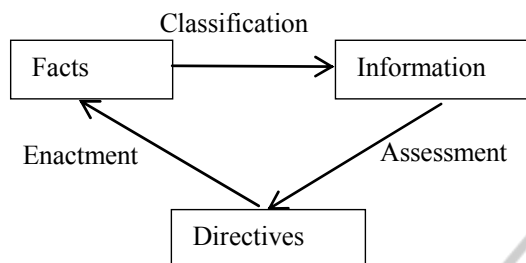 Classification
Facts
Information
Enactment
Assessment
Directives